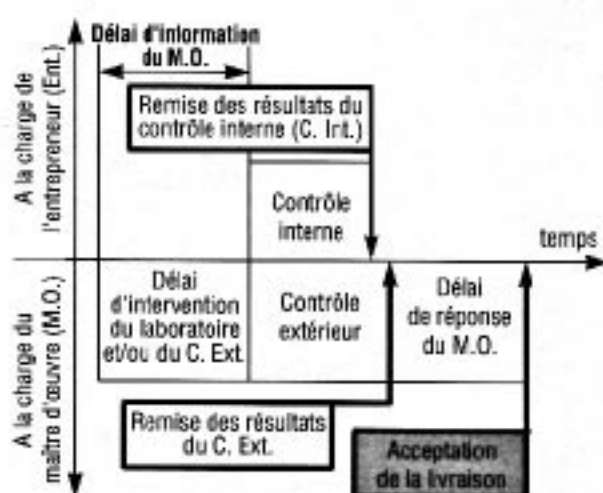 Délai d'information
du M.O.
A la charge de
l'entrepreneur (Ent.)
Remise des résultats du
contrôle interne (C. Int.)
Contrôle
interne
temps
A la charge du
maître d'œuvre (M.O.)
Délai
d'intervention
du laboratoire
et/ou du C. Ext.
Contrôle
extérieur
Délai
de réponse
du M.O.
Remise des résultats
du C. Ext.
Acceptation
de la livraison